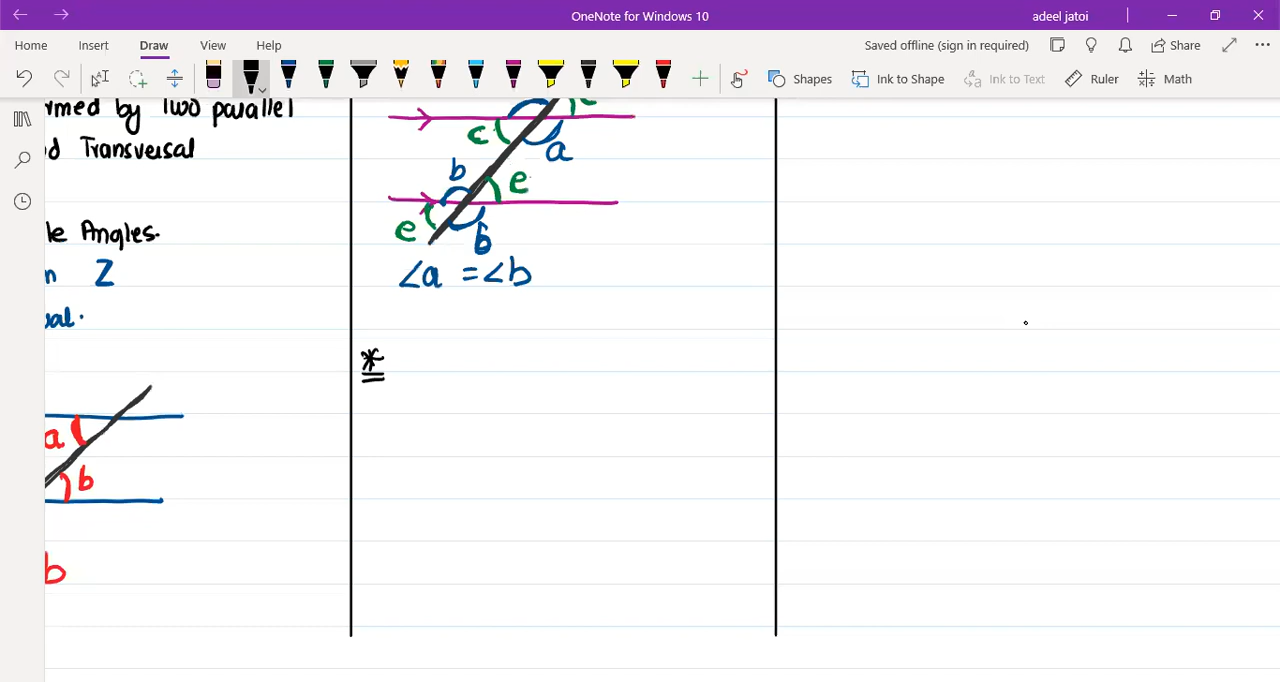 OneNote for Windows 10
adeel jatoi
Home Insert Draw View Help
Saved offline (sign in required)
Share
Shapes
Ink to Shape
Ink to Text
Ruler
Math
rmed by Two parallel
d Transversal
le Angles.
n Z
al.
a
b
b
c
c
a
b
e
e
b
∠a = ∠b
*